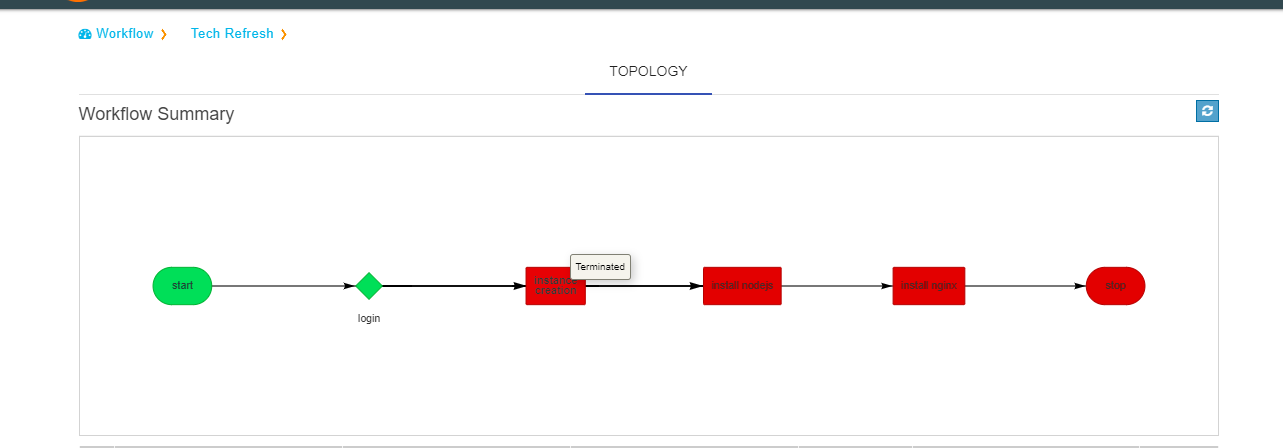 Workflow ❯ Tech Refresh ❯
TOPOLOGY
Workflow Summary
Terminated
start
instance
creation
install nodejs
install nginx
stop
login